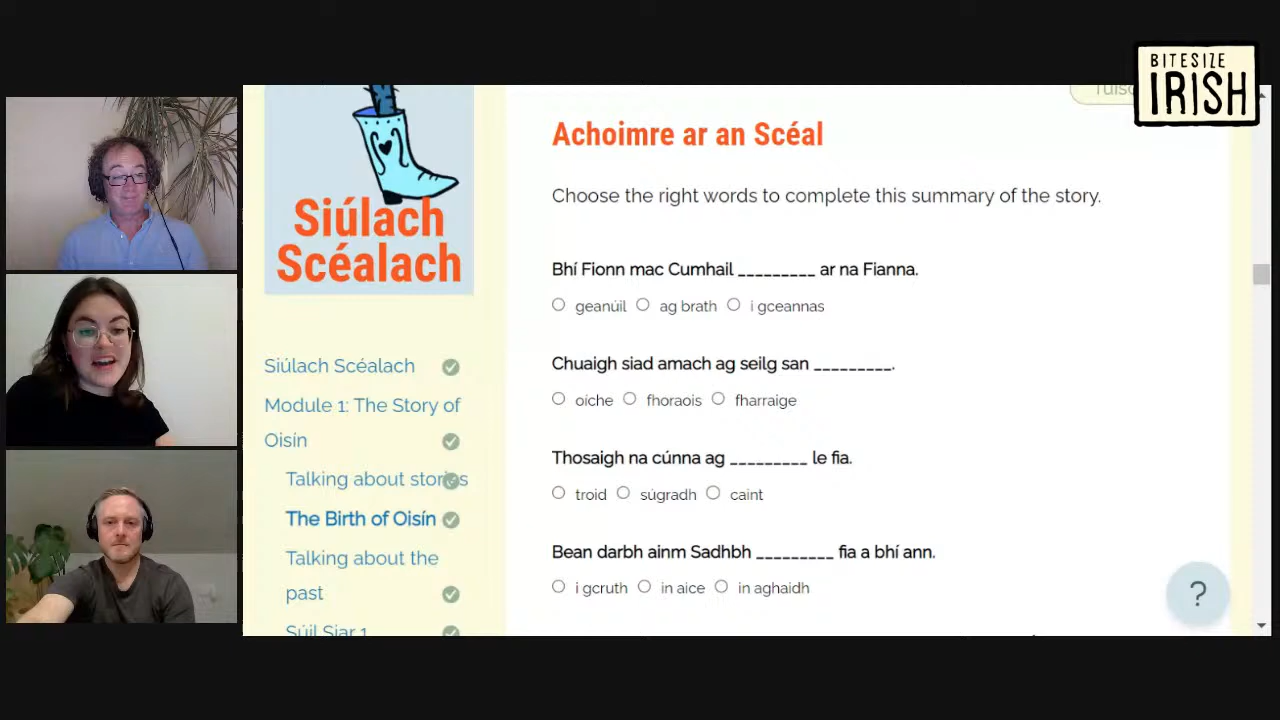 BITESIZE
IRISH
Siúlach
Scéalach
Siúlach Scéalach
Module 1: The Story of
Oisín
Talking about stories
The Birth of Oisín
Talking about the
past
Súil Siar 1
Achoimre ar an Scéal
Choose the right words to complete this summary of the story.
Bhí Fionn mac Cumhail _________ ar na Fianna.
geanúil ag brath i gceannas
Chuaigh siad amach ag seilg san _________.
oíche fhoraois fharraige
Thosaigh na cúnna ag _________ le fia.
troid súgradh caint
Bean darbh ainm Sadhbh _________ fia a bhí ann.
i gcruth in aice in aghaidh
?